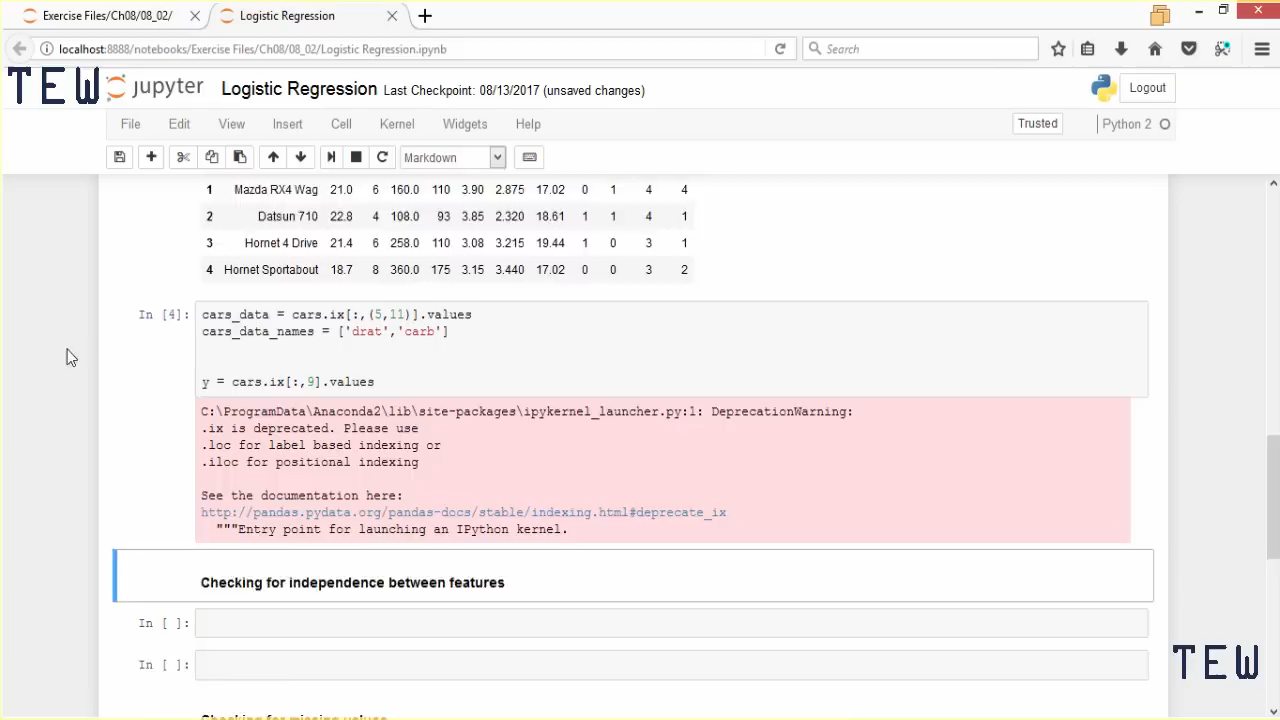 Exercise Files/Ch08/08_02/
Logistic Regression
localhost:8888/notebooks/Exercise Files/Ch08/08_02/Logistic Regression.ipynb
Search
TEW
jupyter
Logistic Regression Last Checkpoint: 08/13/2017 (unsaved changes)
Logout
File Edit View Insert Cell Kernel Widgets Help
Trusted
Python 2
Markdown
1 Mazda RX4 Wag 21.0 6 160.0 110 3.90 2.875 17.02 0 1 4 4
2 Datsun 710 22.8 4 108.0 93 3.85 2.320 18.61 1 1 4 1
3 Hornet 4 Drive 21.4 6 258.0 110 3.08 3.215 19.44 1 0 3 1
4 Hornet Sportabout 18.7 8 360.0 175 3.15 3.440 17.02 0 0 3 2
In [4]: cars_data = cars.ix[:,(5,11)].values
cars_data_names = ['drat','carb']
y = cars.ix[:,9].values
C:\ProgramData\Anaconda2\lib\site-packages\ipykernel_launcher.py:1: DeprecationWarning:
.ix is deprecated. Please use
.loc for label based indexing or
.iloc for positional indexing
See the documentation here:
http://pandas.pydata.org/pandas-docs/stable/indexing.html#deprecate_ix
"""Entry point for launching an IPython kernel.
Checking for independence between features
In [ ]:
In [ ]:
TEW
Checking for missing values